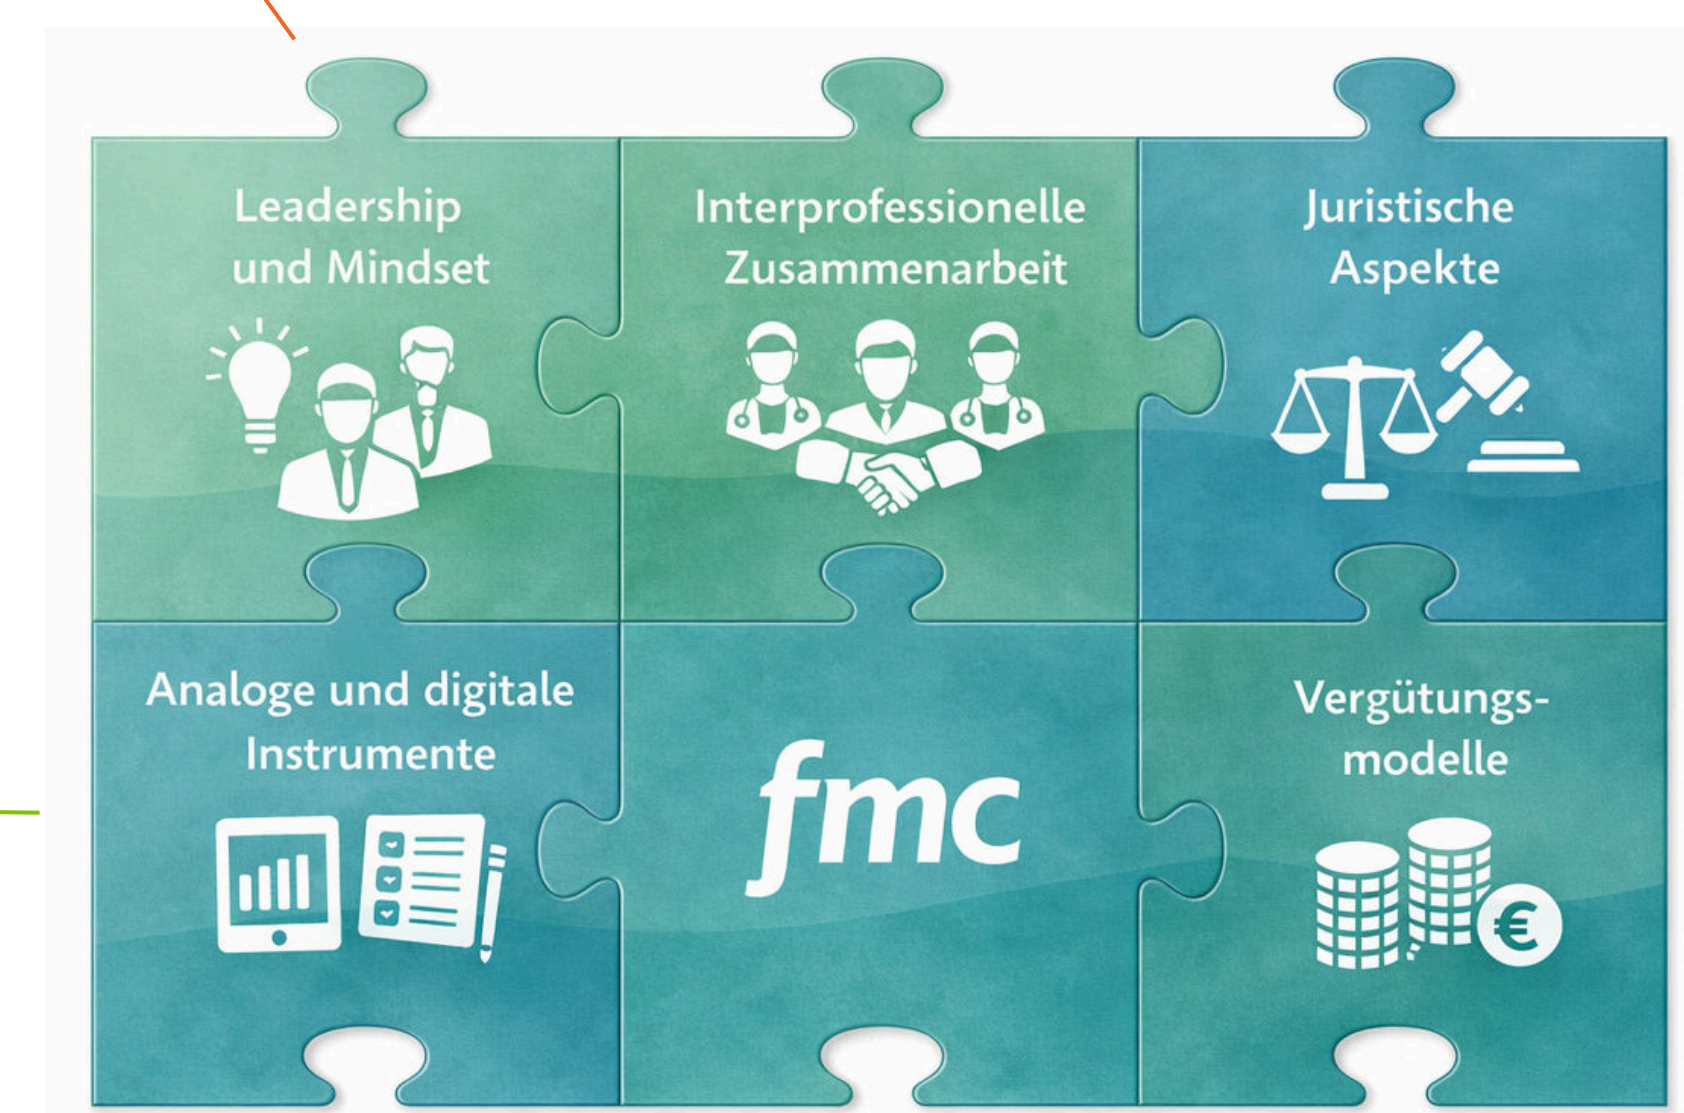 Leadership
und Mindset
Interprofessionelle
Zusammenarbeit
Juristische
Aspekte
Analoge und digitale
Instrumente
fmc
Vergütungs-
modelle
€